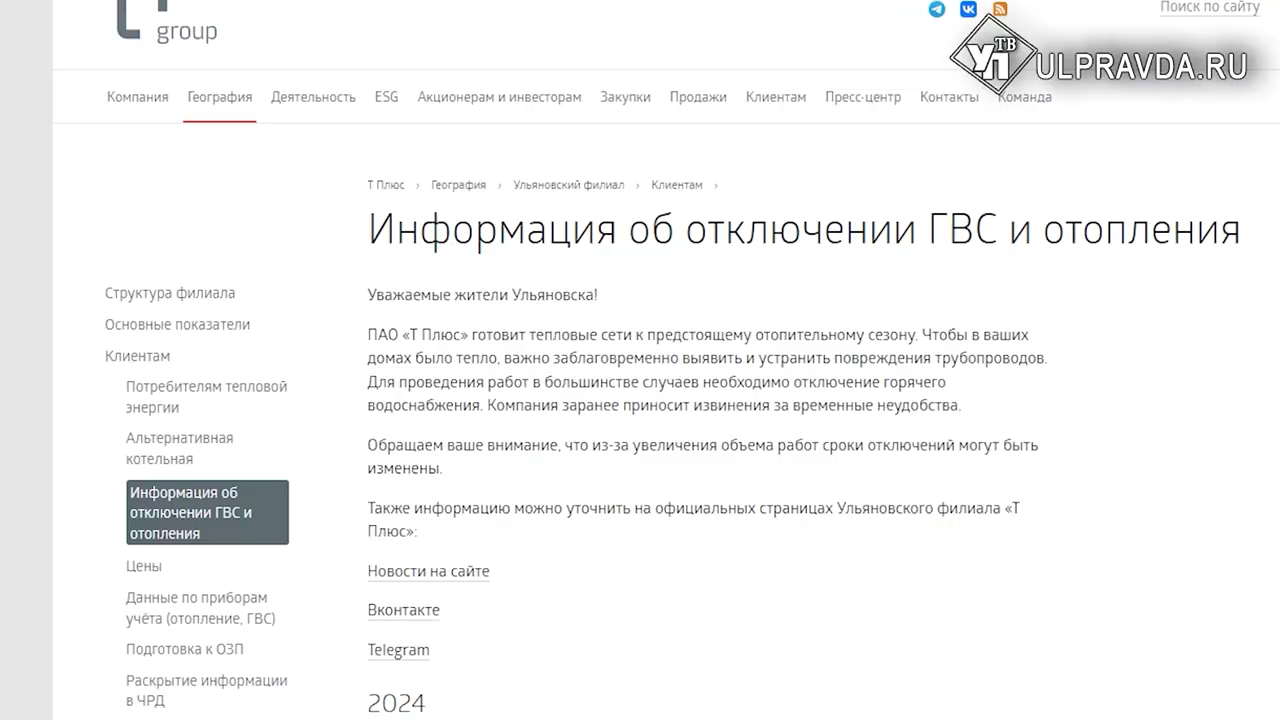 group
Поиск по сайту
УП ТВ
ULPRAVDA.RU
Компания География Деятельность ESG Акционерам и инвесторам Закупки Продажи Клиентам Пресс-центр Контакты Команда
Т Плюс › География › Ульяновский филиал › Клиентам ›
Информация об отключении ГВС и отопления
Структура филиала
Основные показатели
Клиентам
Потребителям тепловой
энергии
Альтернативная
котельная
Информация об
отключении ГВС и
отопления
Цены
Данные по приборам
учёта (отопление, ГВС)
Подготовка к ОЗП
Раскрытие информации
в ЧРД
Уважаемые жители Ульяновска!
ПАО «Т Плюс» готовит тепловые сети к предстоящему отопительному сезону. Чтобы в ваших
домах было тепло, важно заблаговременно выявить и устранить повреждения трубопроводов.
Для проведения работ в большинстве случаев необходимо отключение горячего
водоснабжения. Компания заранее приносит извинения за временные неудобства.
Обращаем ваше внимание, что из-за увеличения объема работ сроки отключений могут быть
изменены.
Также информацию можно уточнить на официальных страницах Ульяновского филиала «Т
Плюс»:
Новости на сайте
Вконтакте
Telegram
2024